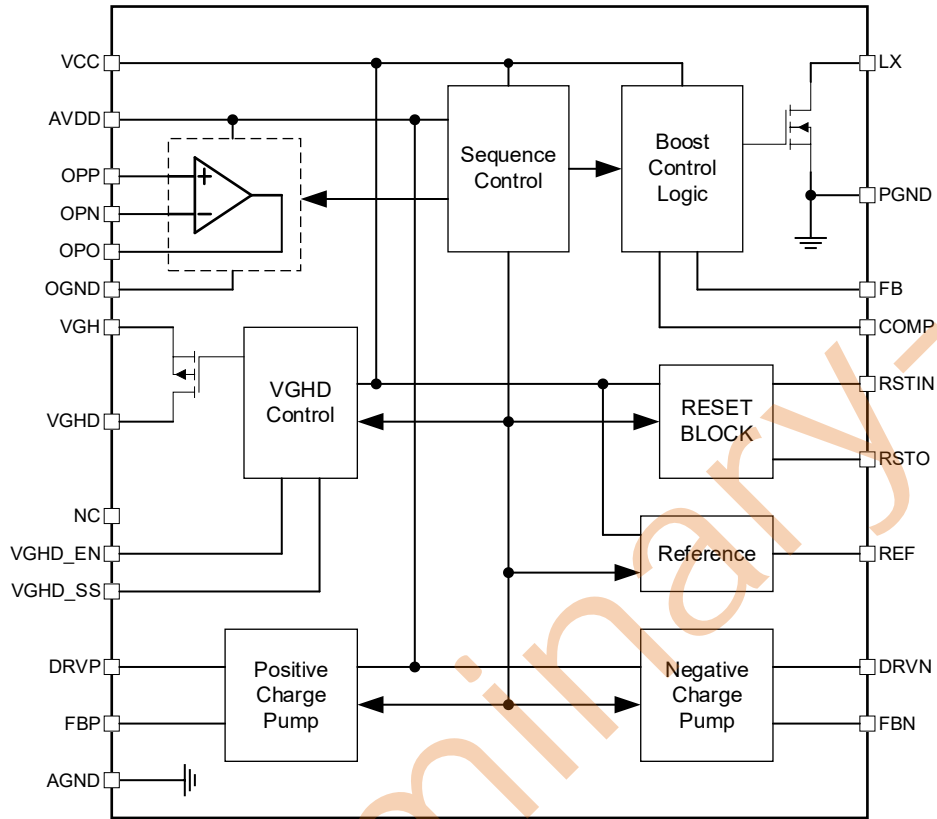 VCC
AVDD
OPP
OPN
OPO
OGND
VGH
VGHD
NC
VGHD_EN
VGHD_SS
DRVP
FBP
AGND
Sequence
Control
Boost
Control
Logic
VGHD
Control
RESET
BLOCK
Reference
Positive
Charge
Pump
Negative
Charge
Pump
LX
PGND
FB
COMP
RSTIN
RSTO
REF
DRVN
FBN
minary-